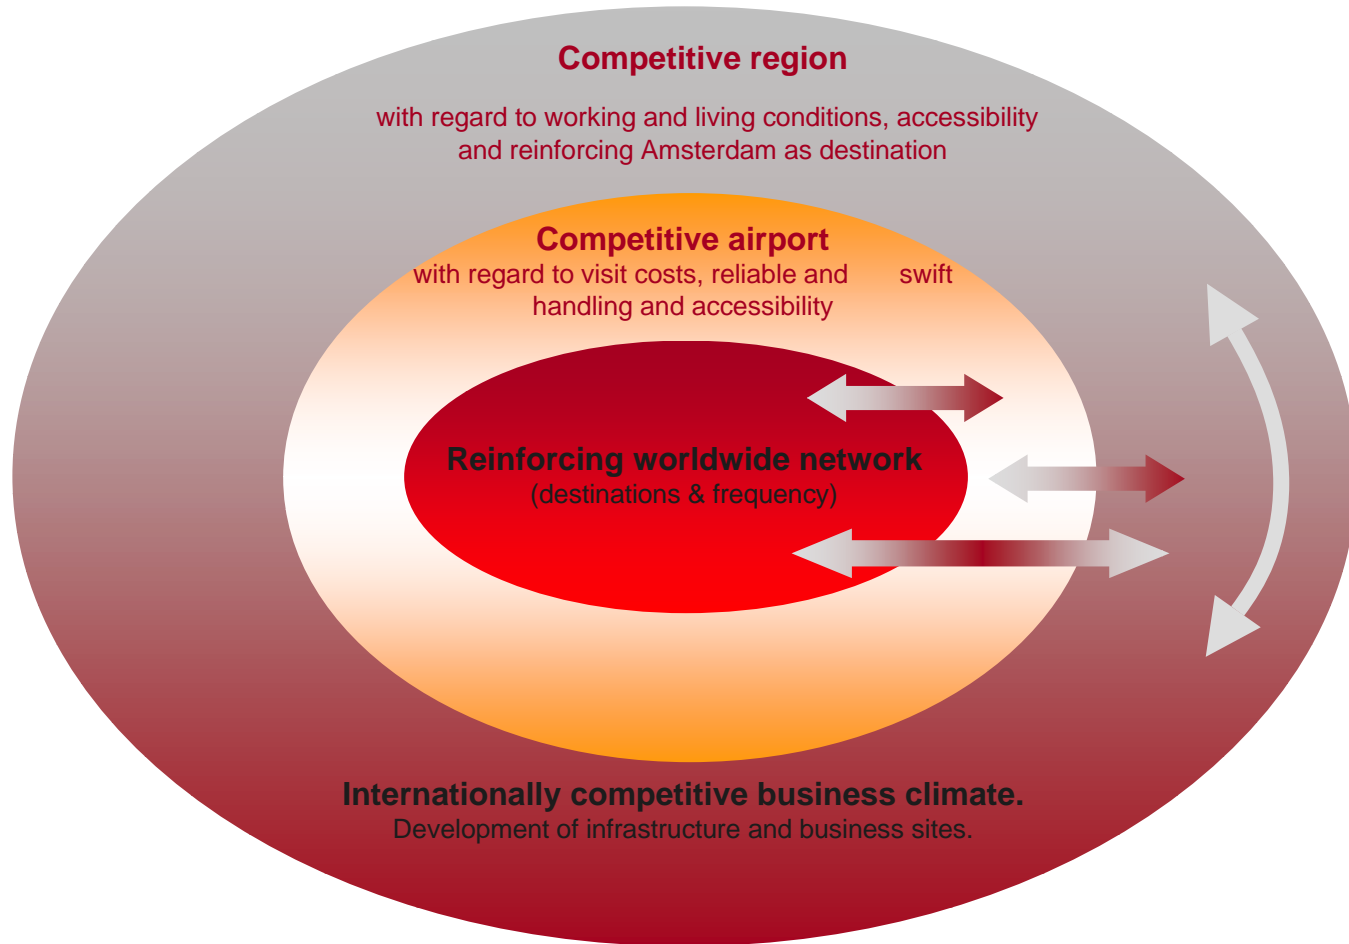 Competitive region
with regard to working and living conditions, accessibility
and reinforcing Amsterdam as destination
Competitive airport
with regard to visit costs, reliable and swift
handling and accessibility
Reinforcing worldwide network
(destinations & frequency)
Internationally competitive business climate.
Development of infrastructure and business sites.